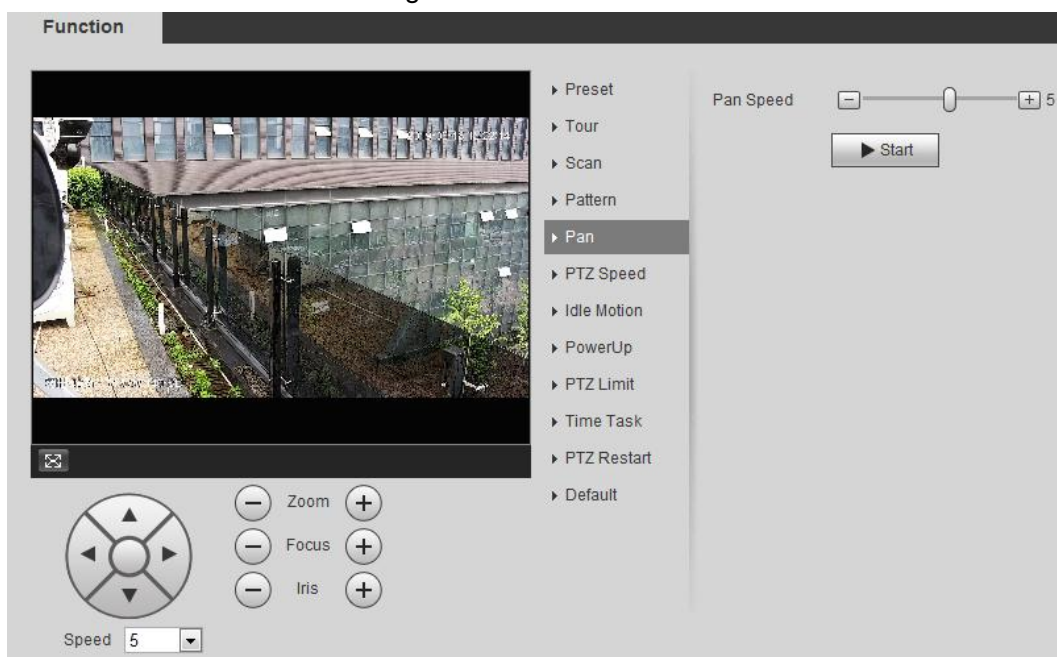 Function
Preset
Tour
Scan
Pattern
Pan
PTZ Speed
Idle Motion
PowerUp
PTZ Limit
Time Task
PTZ Restart
Default
Pan Speed
5
Start
Zoom
Focus
Iris
Speed 5